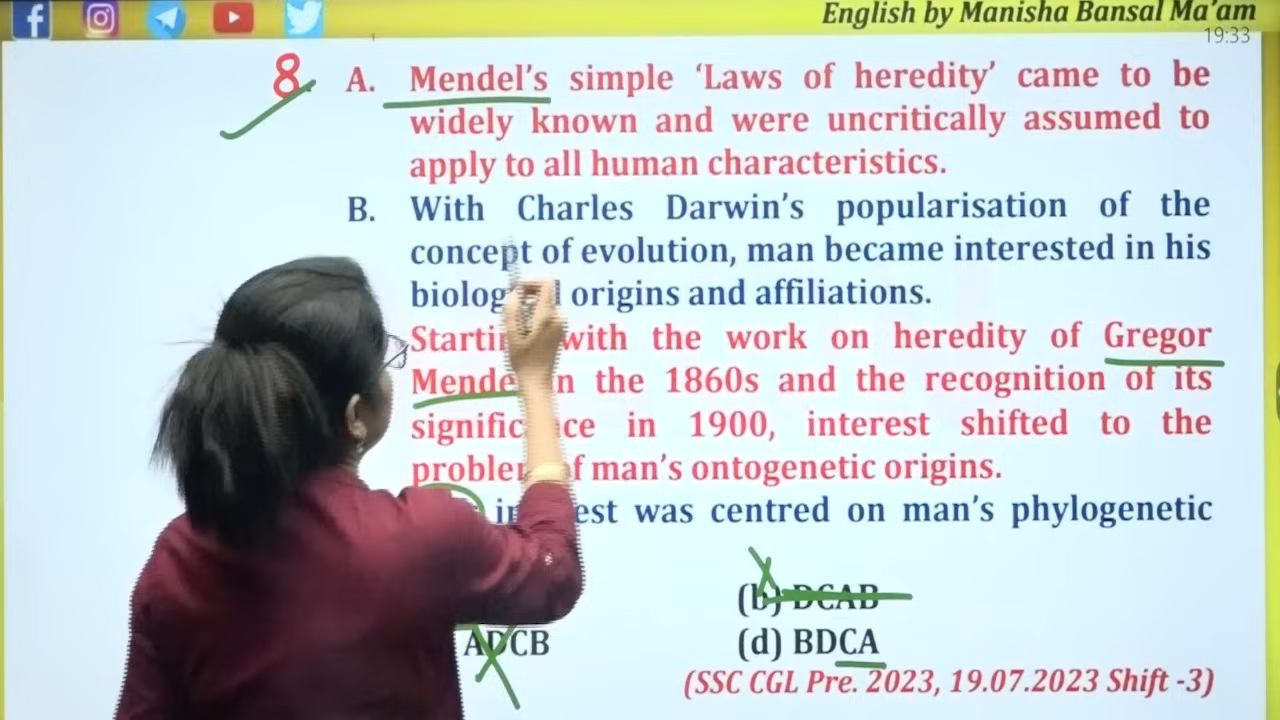 English by Manisha Bansal Ma'am
19:33
8. A. Mendel's simple 'Laws of heredity' came to be
widely known and were uncritically assumed to
apply to all human characteristics.
B. With Charles Darwin's popularisation of the
concept of evolution, man became interested in his
origins and affiliations.
with the work on heredity of Gregor
in the 1860s and the recognition of its
in 1900, interest shifted to the
of man's ontogenetic origins.
was centred on man's phylogenetic
(b) DCAB
ADCB
(d) BDCA
(SSC CGL Pre. 2023, 19.07.2023 Shift -3)